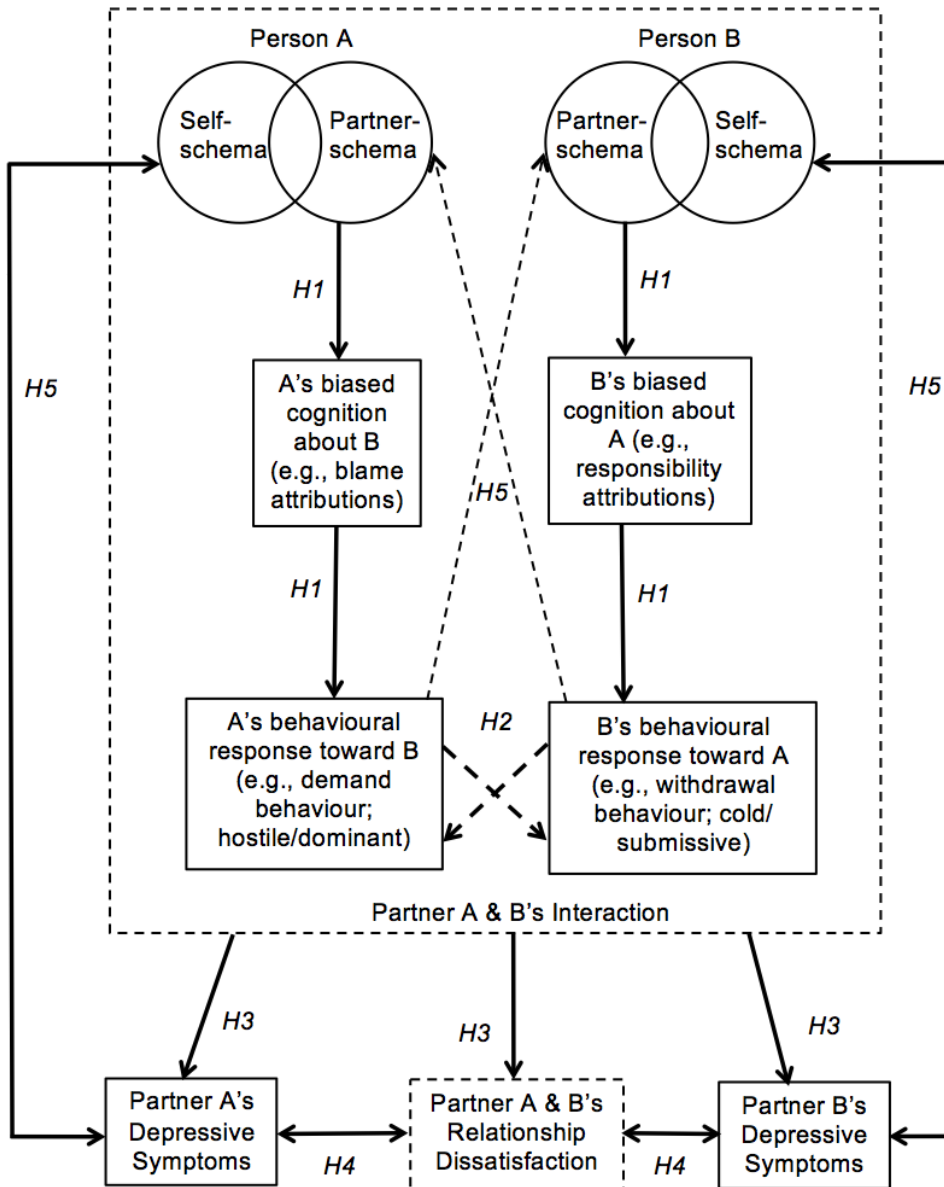 Person A
Person B
Self-
schema
Partner-
schema
Partner-
schema
Self-
schema
H1
H1
A's biased
cognition
about B
(e.g., blame
attributions)
B's biased
cognition about
A (e.g.,
responsibility
attributions)
H5
H5
H5
H1
H1
A's behavioural
response toward B
(e.g., demand
behaviour;
hostile/dominant)
H2
B's behavioural
response toward A
(e.g., withdrawal
behaviour; cold/
submissive)
Partner A & B's Interaction
H3
H3
H3
Partner A's
Depressive
Symptoms
H4
Partner A & B's
Relationship
Dissatisfaction
H4
Partner B's
Depressive
Symptoms